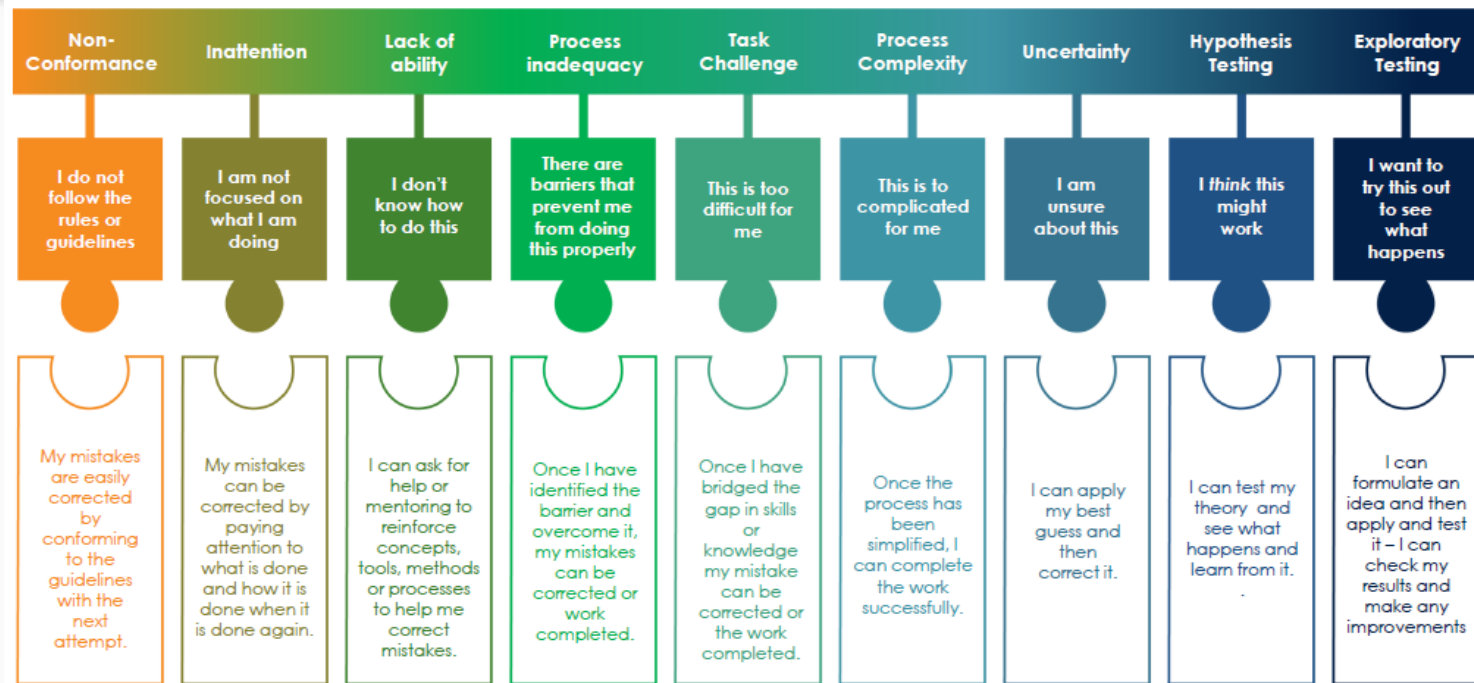 Non-
Conformance
Inattention
Lack of
ability
Process
inadequacy
Task
Challenge
Process
Complexity
Uncertainty
Hypothesis
Testing
Exploratory
Testing
I do not
follow the
rules or
guidelines
I am not
focused on
what I am
doing
I don't
know how
to do this
There are
barriers that
prevent me
from doing
this properly
This is too
difficult for
me
This is to
complicated
for me
I am
unsure
about this
I think this
might
work
I want to
try this out
to see
what
happens
My mistakes
are easily
corrected
by
conforming
to the
guidelines
with the
next
attempt.
My mistakes
can be
corrected by
paying
attention to
what is done
and how it is
done when it
is done again.
I can ask for
help or
mentoring to
reinforce
concepts,
tools, methods
or processes
to help me
correct
mistakes.
Once I have
identified the
barrier and
overcome it,
my mistakes
can be
corrected or
work
completed.
Once I have
bridged the
gap in skills
or
knowledge
my mistake
can be
corrected or
the work
completed.
Once the
process has
been
simplified, I
can complete
the work
successfully.
I can apply
my best
guess and
then
correct it.
I can test my
theory and
see what
happens and
learn from it.
.
I can
formulate an
idea and then
apply and test
it – I can
check my
results and
make any
improvements